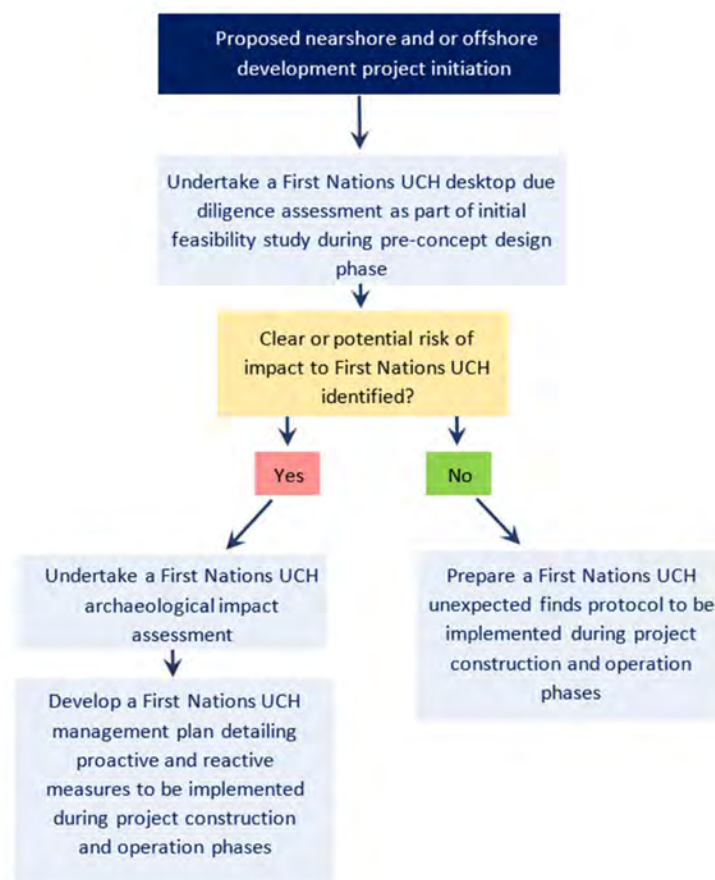 Proposed nearshore and or offshore
development project initiation
Undertake a First Nations UCH desktop due
diligence assessment as part of initial
feasibility study during pre-concept design
phase
Clear or potential risk of
impact to First Nations UCH
identified?
Yes
No
Undertake a First Nations UCH
archaeological impact
assessment
Prepare a First Nations UCH
unexpected finds protocol to be
implemented during project
construction and operation
phases
Develop a First Nations UCH
management plan detailing
proactive and reactive
measures to be implemented
during project construction
and operation phases